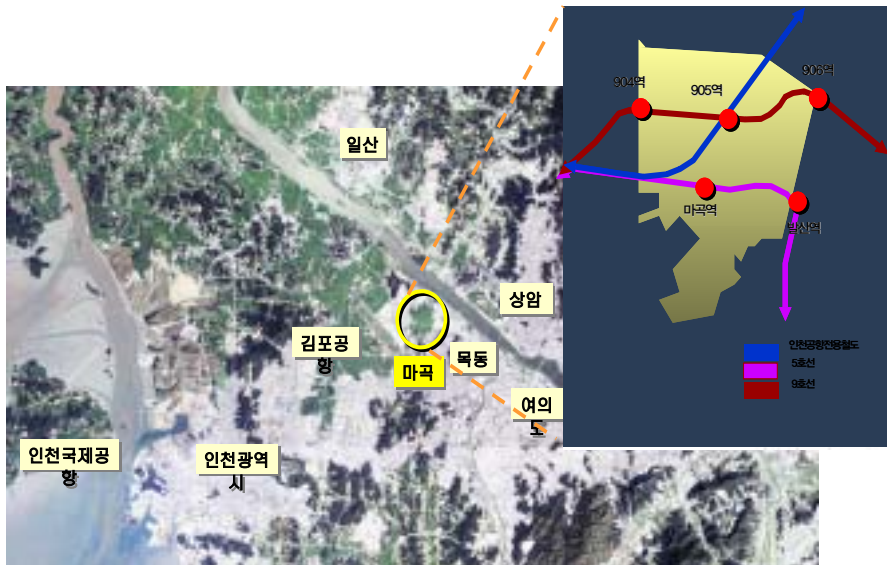 904역
905역
906역
일산
마곡역
발산역
상암
김포공
항
목동
마곡
인천공항전용철도
5호선
9호선
여의
도
인천국제공
항
인천광역
시